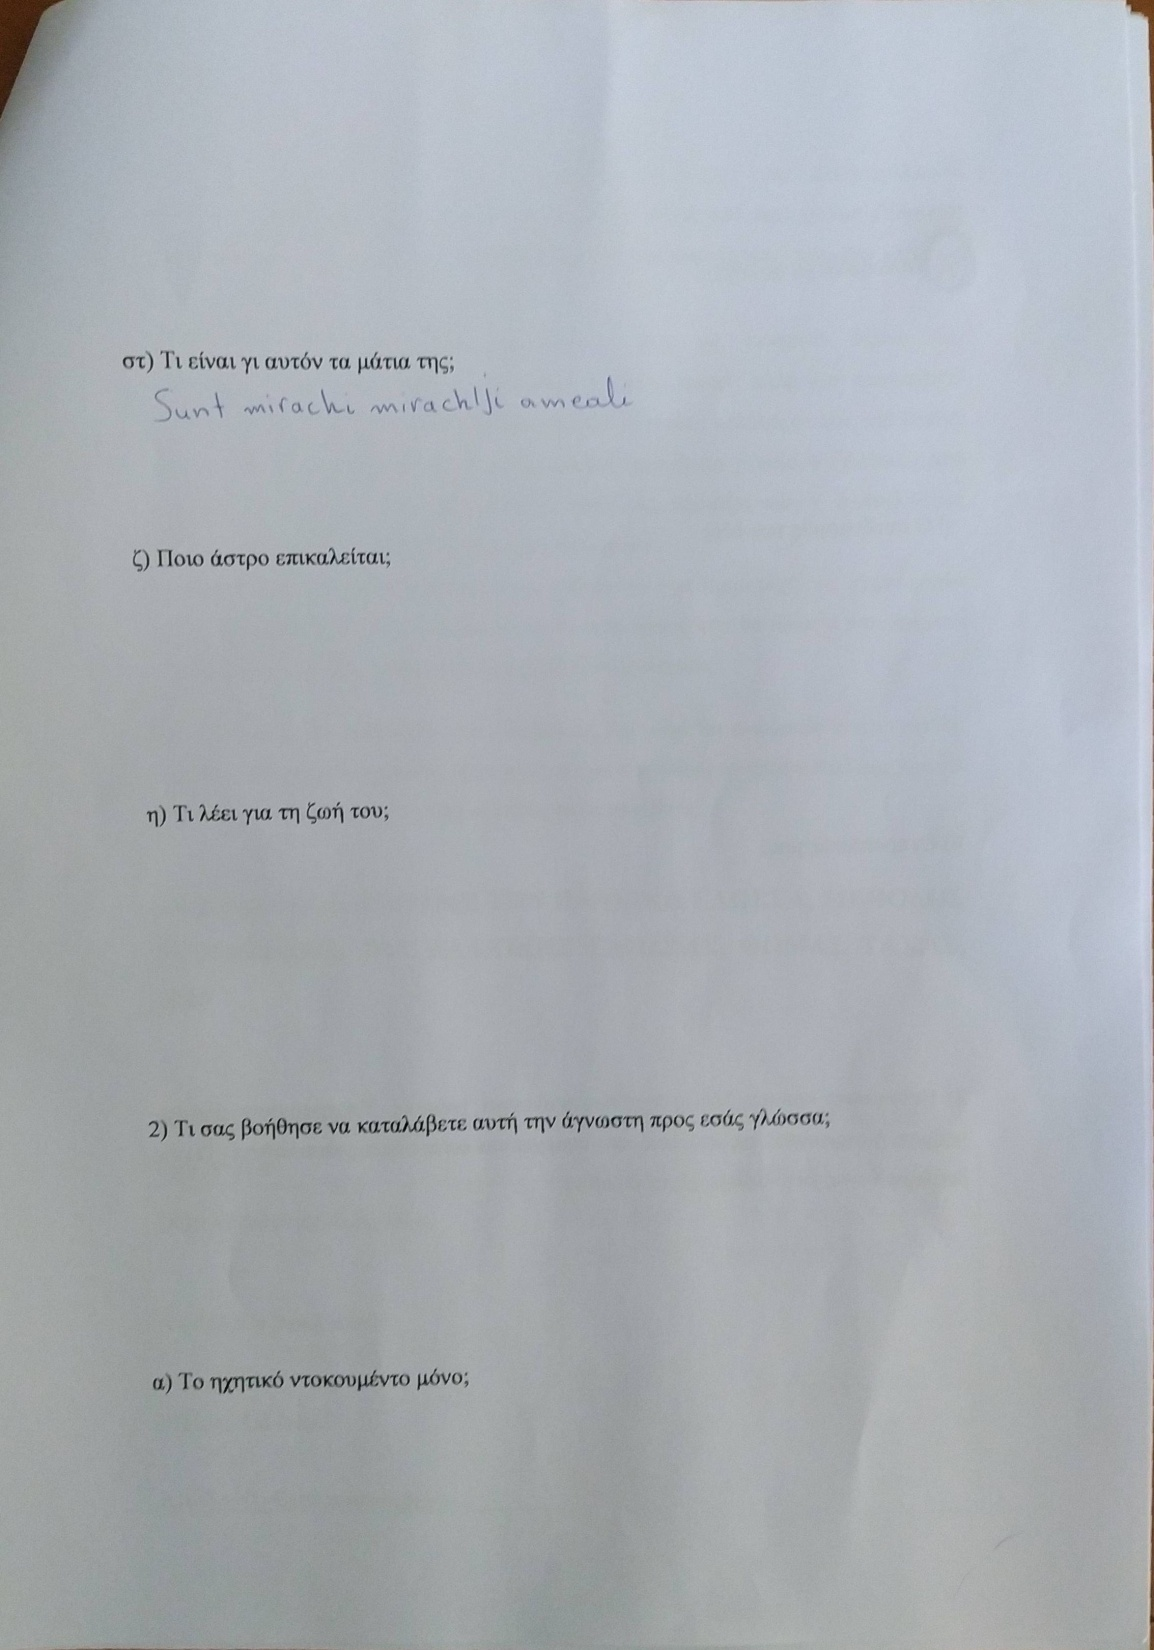 στ) Τι είναι γι αυτόν τα μάτια της;
Sunt mirachi mirachlji ameali
ζ) Ποιο άστρο επικαλείται;
η) Τι λέει για τη ζωή του;
2) Τι σας βοήθησε να καταλάβετε αυτή την άγνωστη προς εσάς γλώσσα;
α) Το ηχητικό ντοκουμέντο μόνο;